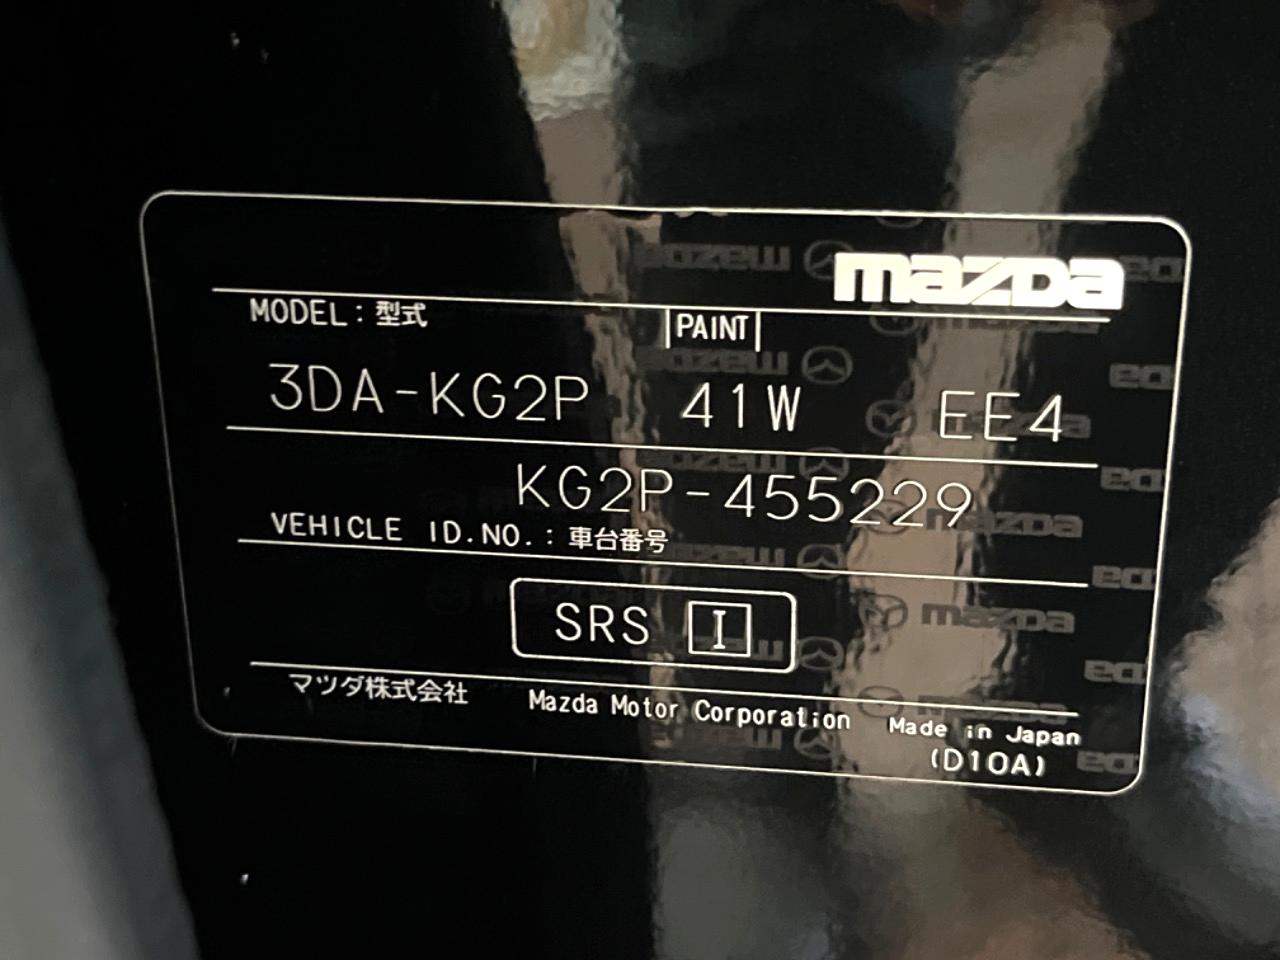 mazda
MODEL：型式 PAINT
3DA-KG2P 41W EE4
KG2P-455229
VEHICLE ID.NO.：車台番号
SRS I
マツダ株式会社 Mazda Motor Corporation Made in Japan
(D10A)